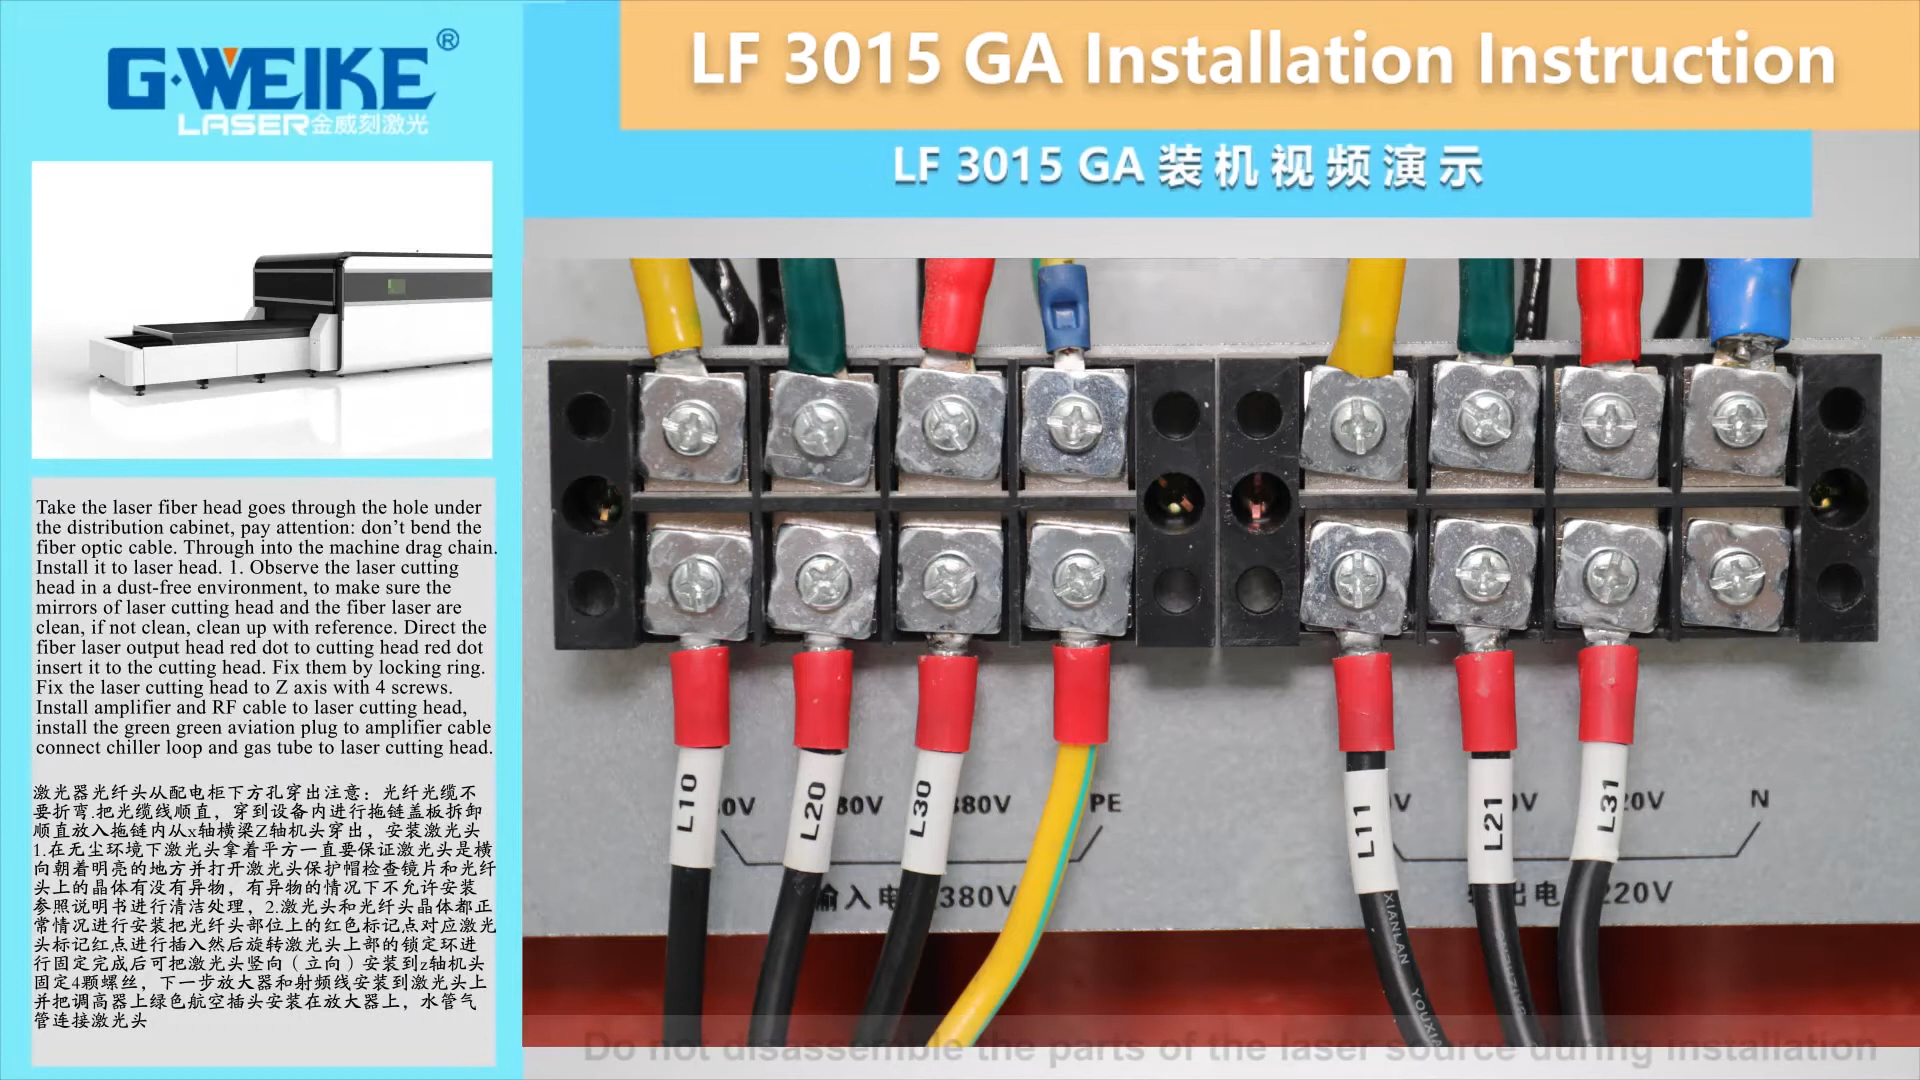 G·WEIKE®
LASER金威刻激光
LF 3015 GA Installation Instruction
LF 3015 GA 装机视频演示
Take the laser fiber head goes through the hole under
the distribution cabinet, pay attention: don’t bend the
fiber optic cable. Through into the machine drag chain.
Install it to laser head. 1. Observe the laser cutting
head in a dust-free environment, to make sure the
mirrors of laser cutting head and the fiber laser are
clean, if not clean, clean up with reference. Direct the
fiber laser output head red dot to cutting head red dot
insert it to the cutting head. Fix them by locking ring.
Fix the laser cutting head to Z axis with 4 screws.
Install amplifier and RF cable to laser cutting head,
install the green green aviation plug to amplifier cable
connect chiller loop and gas tube to laser cutting head.
激光器光纤头从配电柜下方孔穿出注意：光纤光缆不
要折弯.把光缆线顺直，穿到设备内进行拖链盖板拆卸
顺直放入拖链内从x轴横梁Z轴机头穿出，安装激光头
1.在无尘环境下激光头拿着平方一直要保证激光头是横
向朝着明亮的地方并打开激光头保护帽检查镜片和光纤
头上的晶体有没有异物，有异物的情况下不允许安装
参照说明书进行清洁处理，2.激光头和光纤头晶体都正
常情况进行安装把光纤头部位上的红色标记点对应激光
头标记红点进行插入然后旋转激光头上部的锁定环进
行固定完成后可把激光头竖向（立向）安装到z轴机头
固定4颗螺丝，下一步放大器和射频线安装到激光头上
并把调高器上绿色航空插头安装在放大器上，水管气
管连接激光头
L10 L20 L30 L11 L21 L31
0V 80V 380V PE V 0V 20V N
输入电 380V 出电 220V
XIANLAN YOUXIA
Do not disassemble the parts of the laser source during installation